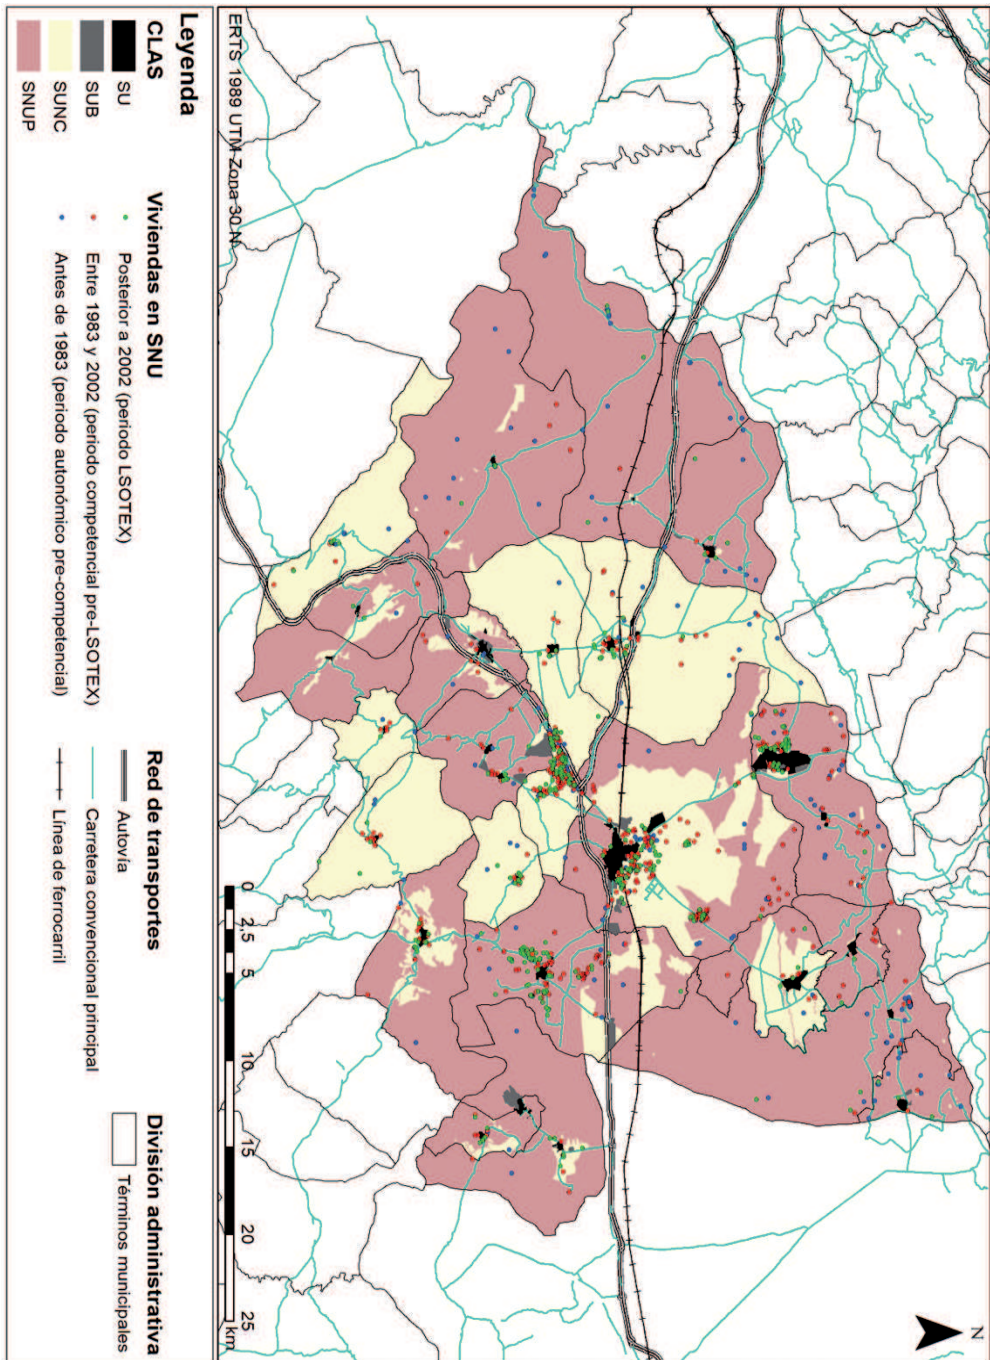 N
ERTS 1989 UTM Zona 30 N
0 2,5 5 10 15 20 25
km
Leyenda
CLAS
SU
SUB
SUNC
SNUP
Viviendas en SNU
Posterior a 2002 (periodo LSOTEX)
Entre 1983 y 2002 (periodo competencial pre-LSOTEX)
Antes de 1983 (periodo autonómico pre-competencial)
Red de transportes
Autovía
Carretera convencional principal
Línea de ferrocarril
División administrativa
Términos municipales